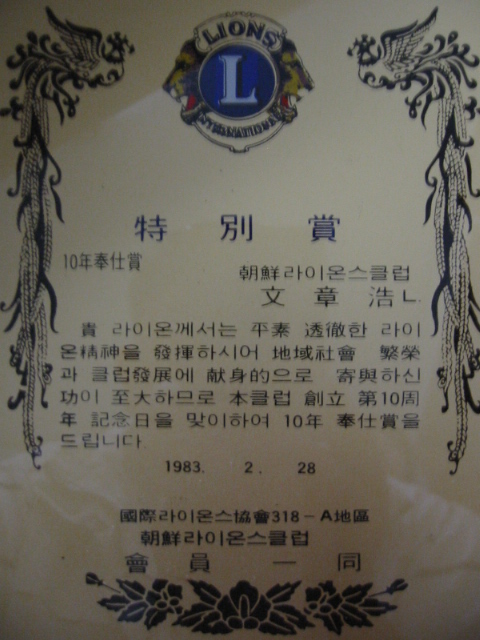 LIONS
L
INTERNATIONAL
特別賞
10年奉仕賞
朝鮮라이온스클럽
文章浩 L.
貴 라이온께서는 平素 透徹한 라이
온精神을 發揮하시어 地域社會 繁榮
과 클럽發展에 献身的으로 寄與하신
功이 至大하므로 本클럽 創立 第10周
年 記念日을 맞이하여 10年 奉仕賞을
드립니다
1983. 2. 28
國際라이온스協會318-A地區
朝鮮라이온스클럽
會員一同